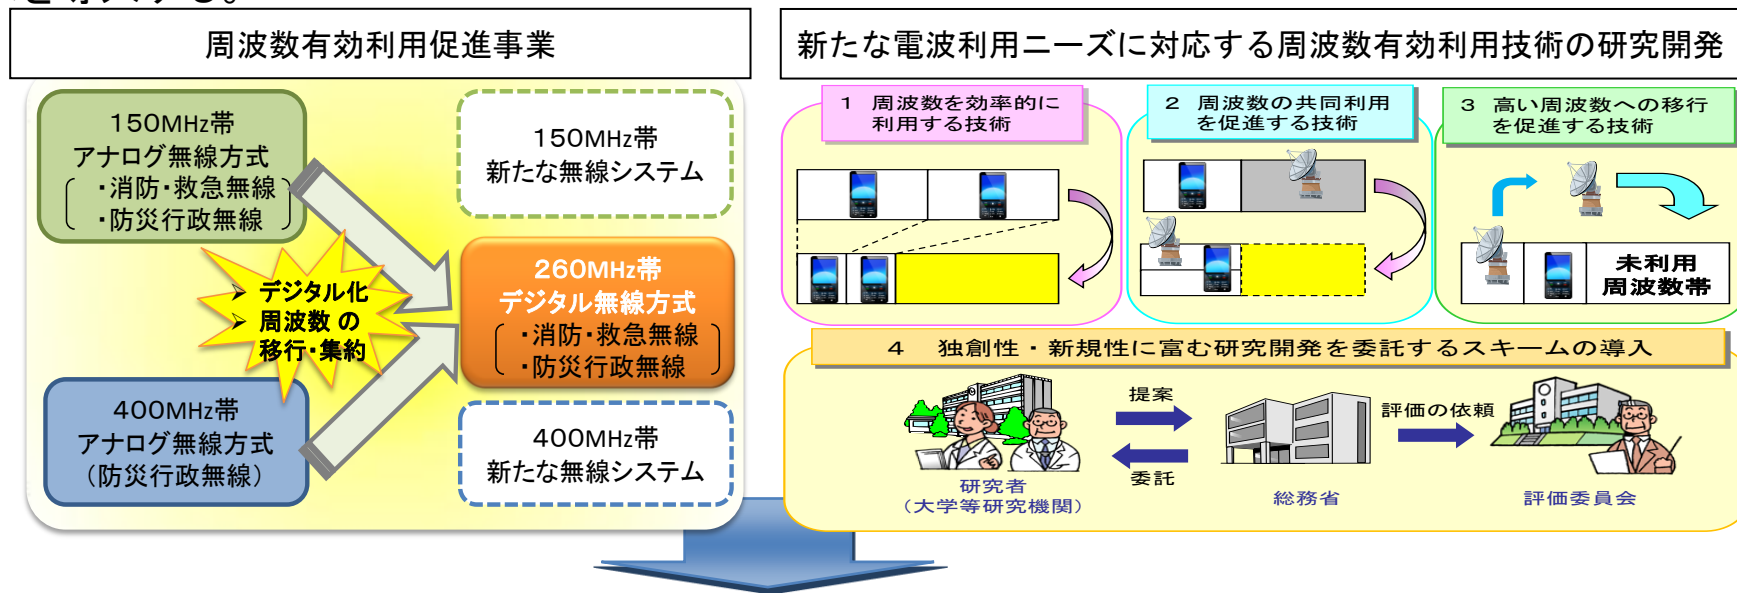 を導入する。
周波数有効利用促進事業
150MHz帯
アナログ無線方式
・消防・救急無線
・防災行政無線
デジタル化
周波数の
移行・集約
400MHz帯
アナログ無線方式
(防災行政無線)
150MHz帯
新たな無線システム
260MHz帯
デジタル無線方式
・消防・救急無線
・防災行政無線
400MHz帯
新たな無線システム
新たな電波利用ニーズに対応する周波数有効利用技術の研究開発
1 周波数を効率的に
利用する技術
2 周波数の共同利用
を促進する技術
3 高い周波数への移行
を促進する技術
未利用
周波数帯
4 独創性・新規性に富む研究開発を委託するスキームの導入
提案
委託
評価の依頼
研究者
(大学等研究機関)
総務省
評価委員会